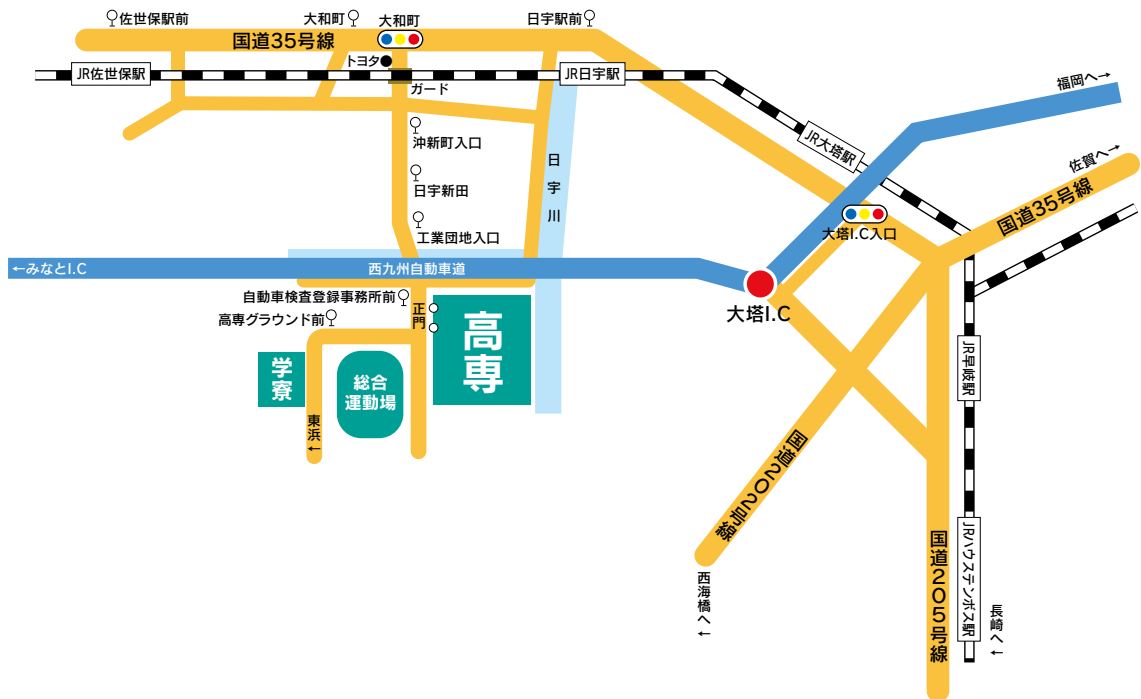 佐世保駅前
大和町
大和町
日宇駅前
国道35号線
トヨタ
JR佐世保駅
JR日宇駅
ガード
福岡へ→
沖新町入口
JR大塔駅
佐賀へ→
日宇川
日宇新田
国道35号線
工業団地入口
大塔I.C入口
←みなとI.C
西九州自動車道
自動車検査登録事務所前
正門
高専グラウンド前
高専
大塔I.C
学寮
総合
運動場
JR早岐駅
東浜←
国道202号線
国道205号線
JRハウステンボス駅
西海橋へ←
長崎へ←